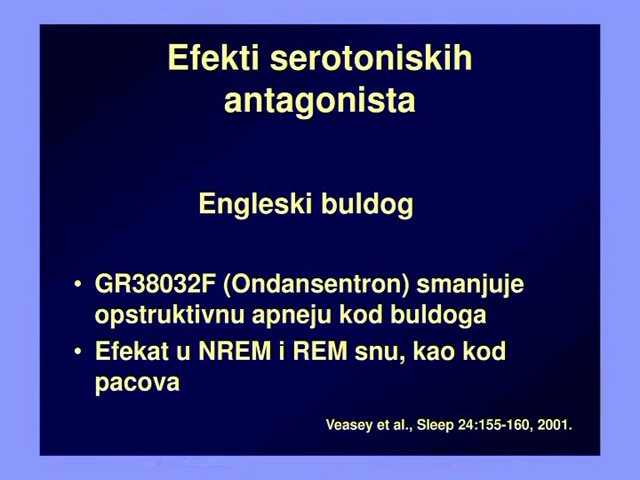 Efekti serotoniskih
antagonista
Engleski buldog
• GR38032F (Ondansentron) smanjuje
opstruktivnu apneju kod buldoga
• Efekat u NREM i REM snu, kao kod
pacova
Veasey et al., Sleep 24:155-160, 2001.